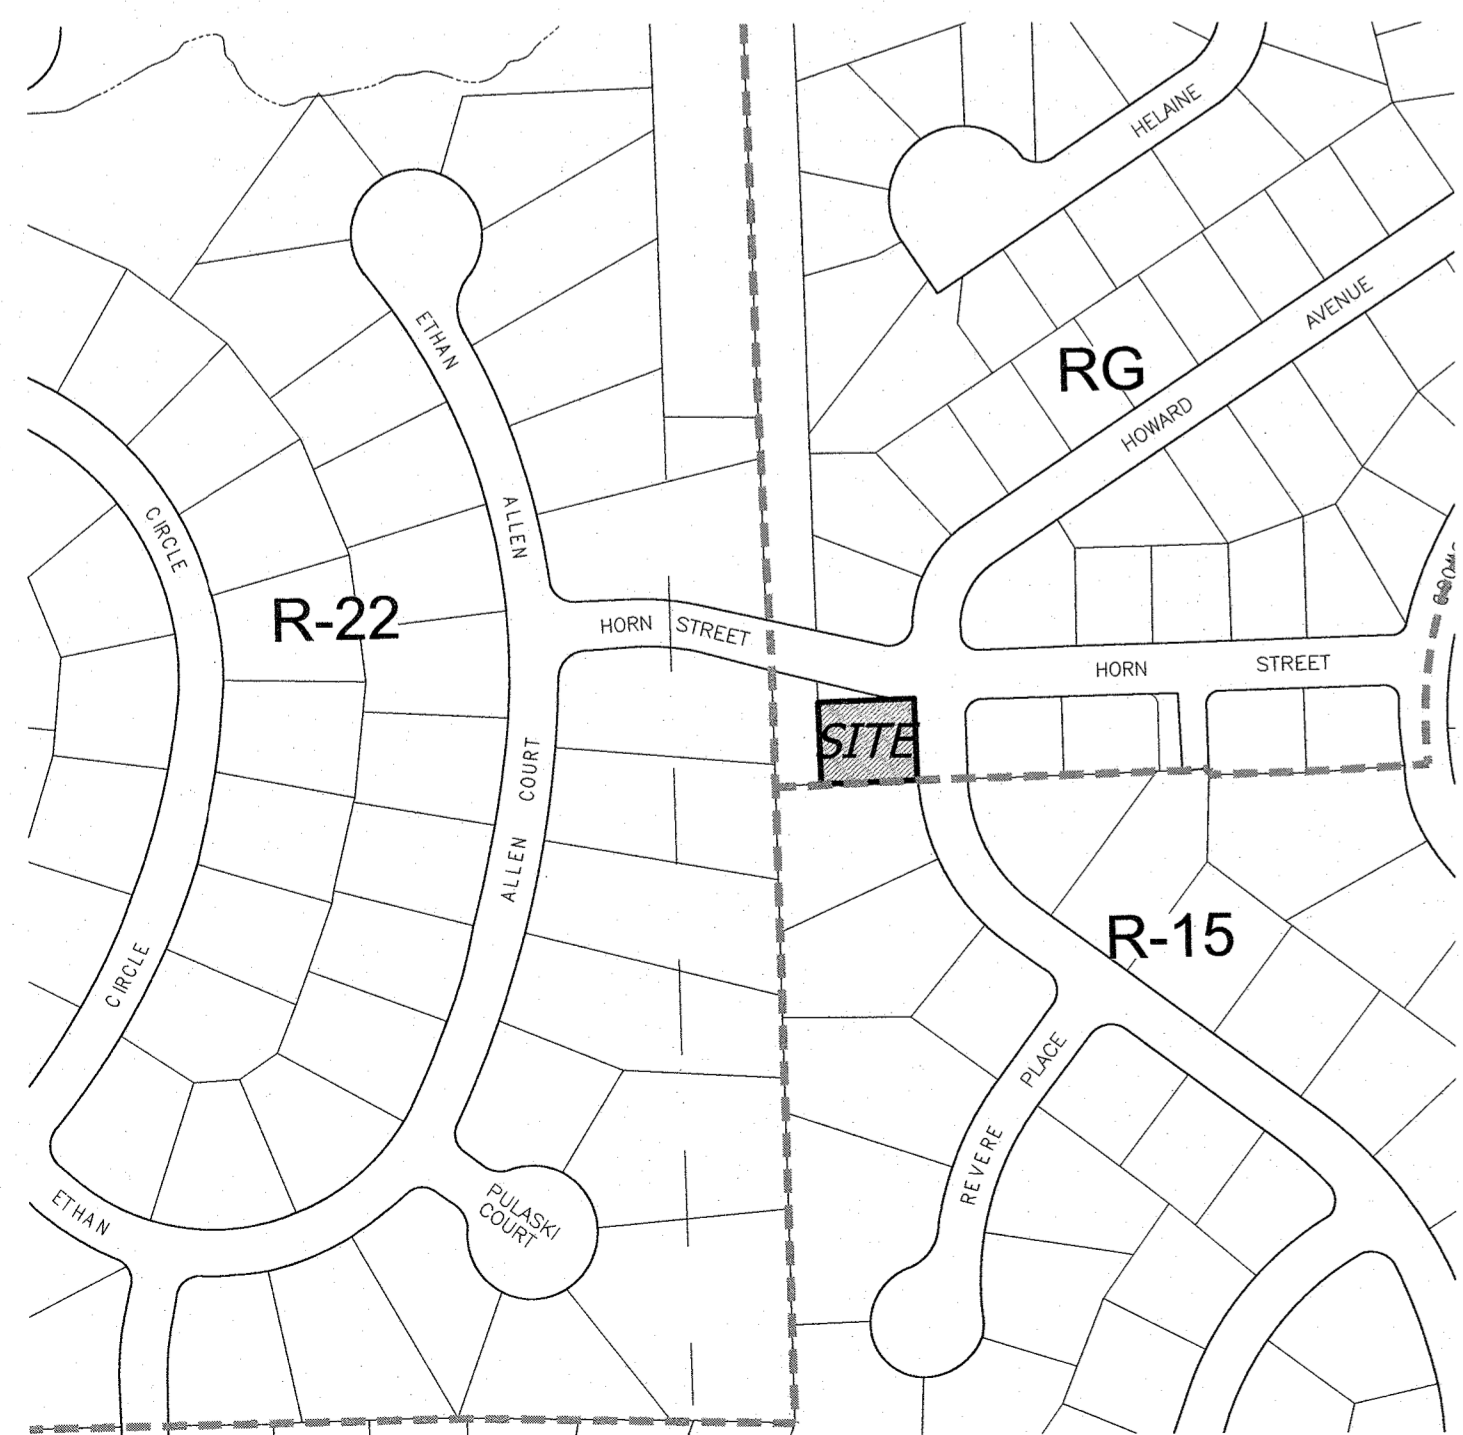 HELAINE
ETHAN
AVENUE
RG
HOWARD
CIRCLE
ALLEN
R-22
HORN STREET
HORN STREET
SITE
COURT
ALLEN
R-15
CIRCLE
PLACE
REVERE
ETHAN
PULASKI
COURT